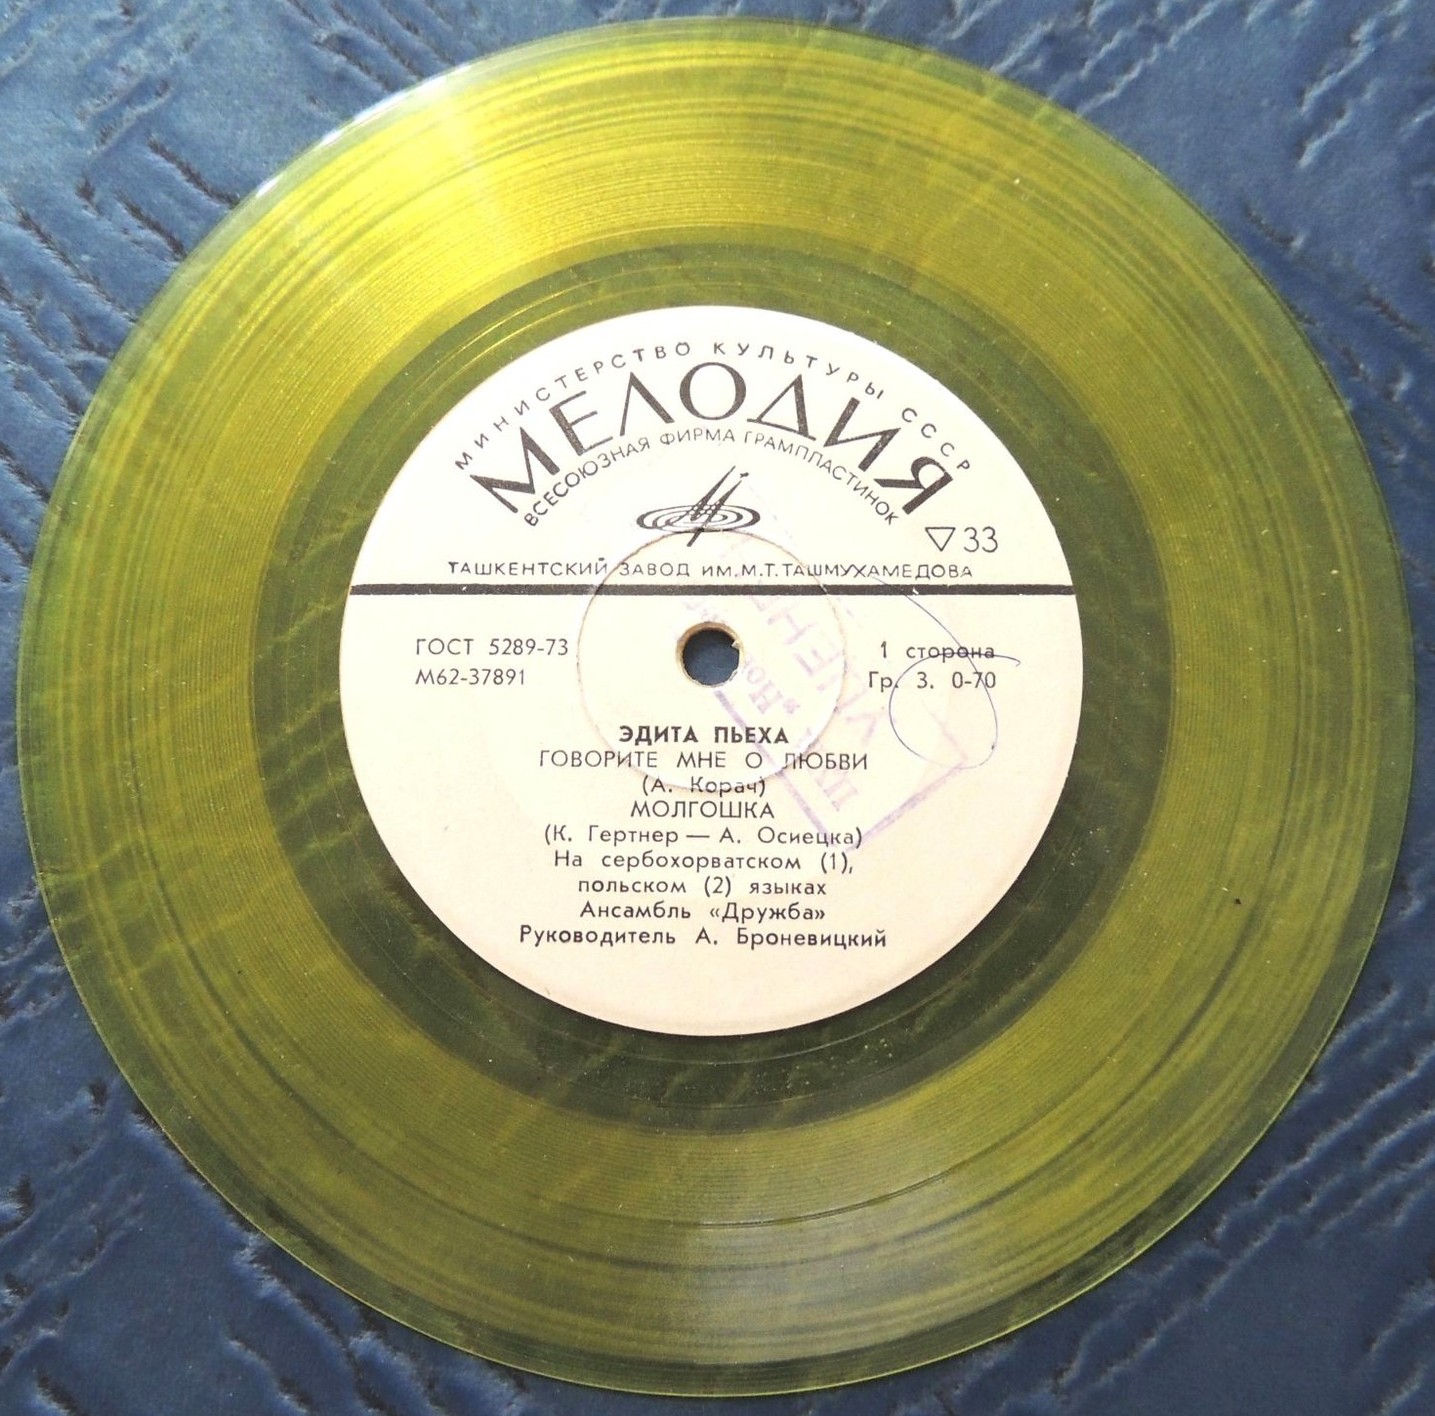 МИНИСТЕРСТВО КУЛЬТУРЫ СССР
МЕЛОДИЯ
ВСЕСОЮЗНАЯ ФИРМА ГРАМПЛАСТИНОК
▽33
ТАШКЕНТСКИЙ ЗАВОД ИМ.М.Т.ТАШМУХАМЕДОВА
ГОСТ 5289-73
М62-37891
1 сторона
Гр. 3. 0-70
ЭДИТА ПЬЕХА
ГОВОРИТЕ МНЕ О ЛЮБВИ
(А. Корач)
МОЛГОШКА
(К. Гертнер — А. Осиецка)
На сербохорватском (1),
польском (2) языках
Ансамбль «Дружба»
Руководитель А. Броневицкий